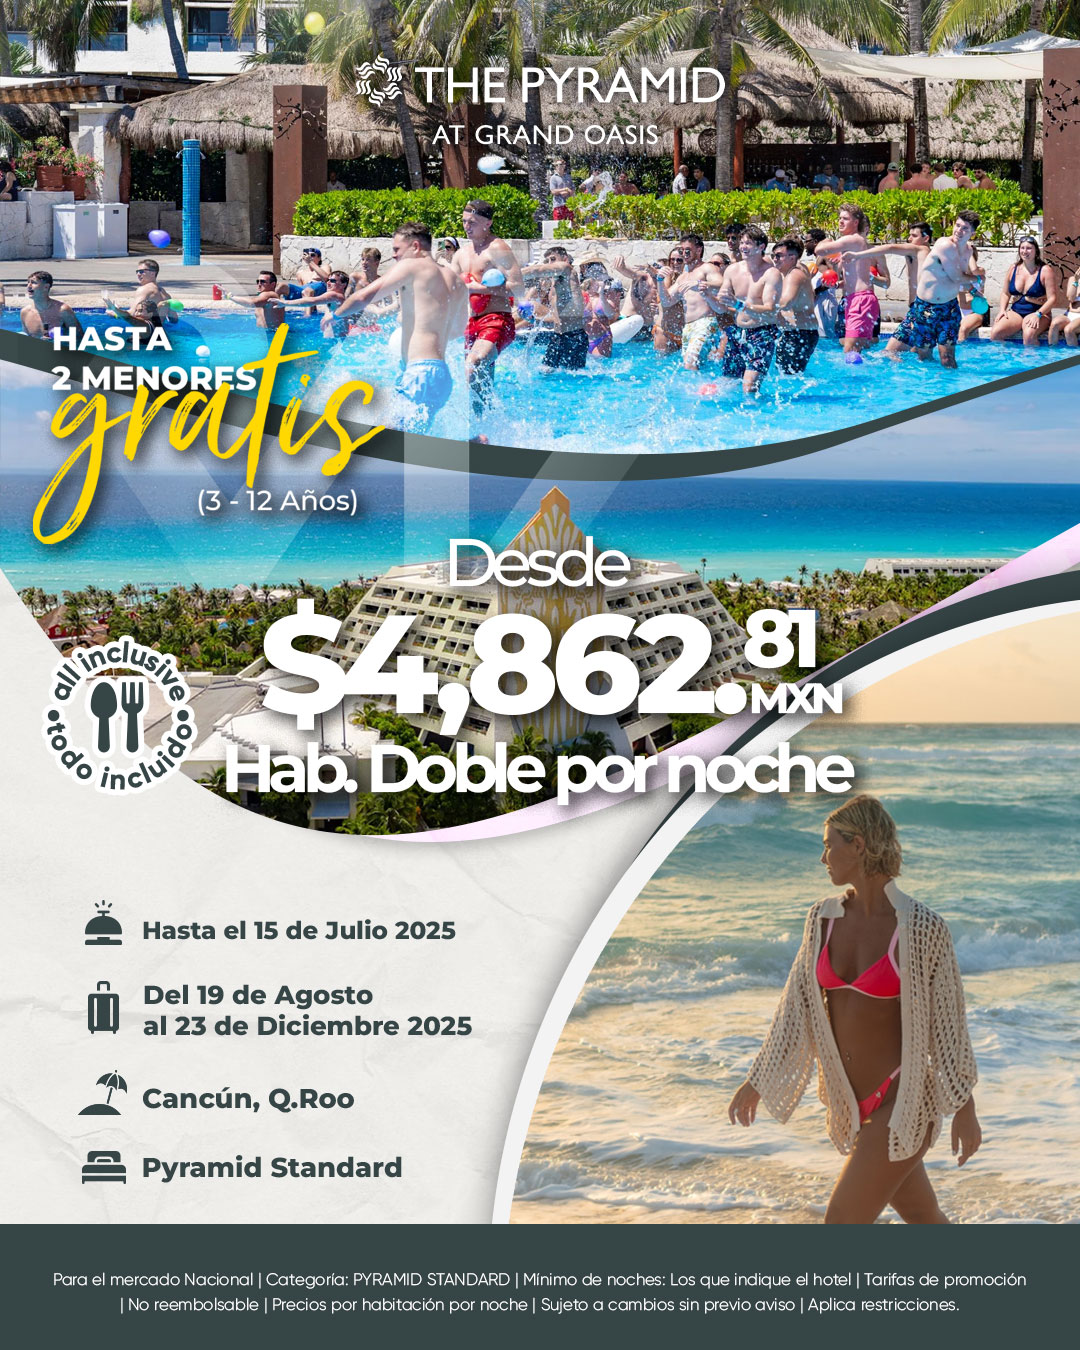 THE PYRAMID
AT GRAND OASIS
HASTA
2 MENORES
gratis
(3 - 12 Años)
Desde
$4,862.81
MXN
Hab. Doble por noche
all inclusive
todo incluido
Hasta el 15 de Julio 2025
Del 19 de Agosto
al 23 de Diciembre 2025
Cancún, Q.Roo
Pyramid Standard
Para el mercado Nacional | Categoría: PYRAMID STANDARD | Mínimo de noches: Los que indique el hotel | Tarifas de promoción
| No reembolsable | Precios por habitación por noche | Sujeto a cambios sin previo aviso | Aplica restricciones.